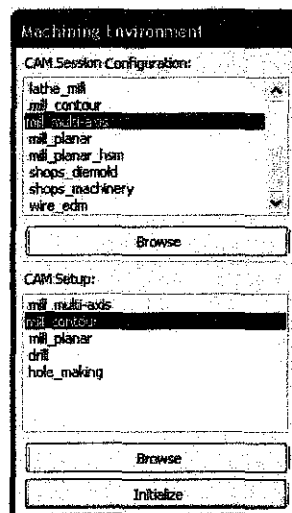 Machining Environment
CAM Session Configuration:
lathe_mill
mill_contour
mill_multi-axis
mill_planar
mill_planar_hsm
shops_diemold
shops_machinery
wire_edm
Browse
CAM Setup:
mill_multi-axis
mill_contour
mill_planar
drill
hole_making
Browse
Initialize